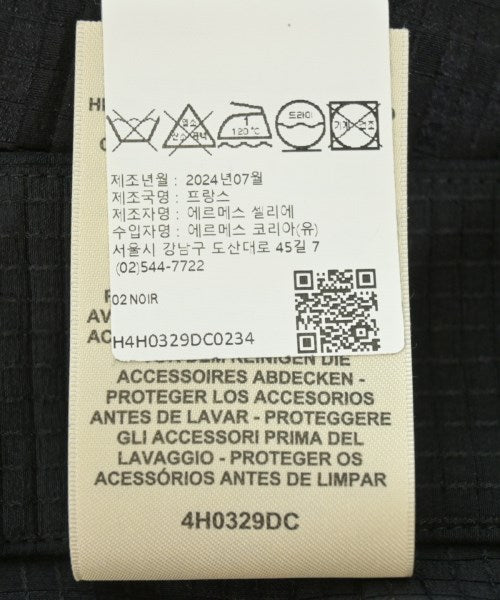 드라이
120℃
제조년월 : 2024년07월
제조국명 : 프랑스
제조자명 : 에르메스 셀리에
수입자명 : 에르메스 코리아(유)
서울시 강남구 도산대로 45길 7
(02)544-7722
02 NOIR
H4H0329DC0234
REINIGEN DIE
ACCESSOIRES ABDECKEN -
PROTEGER LOS ACCESORIOS
ANTES DE LAVAR - PROTEGGERE
GLI ACCESSORI PRIMA DEL
LAVAGGIO - PROTEGER OS
ACESSÓRIOS ANTES DE LIMPAR
4H0329DC